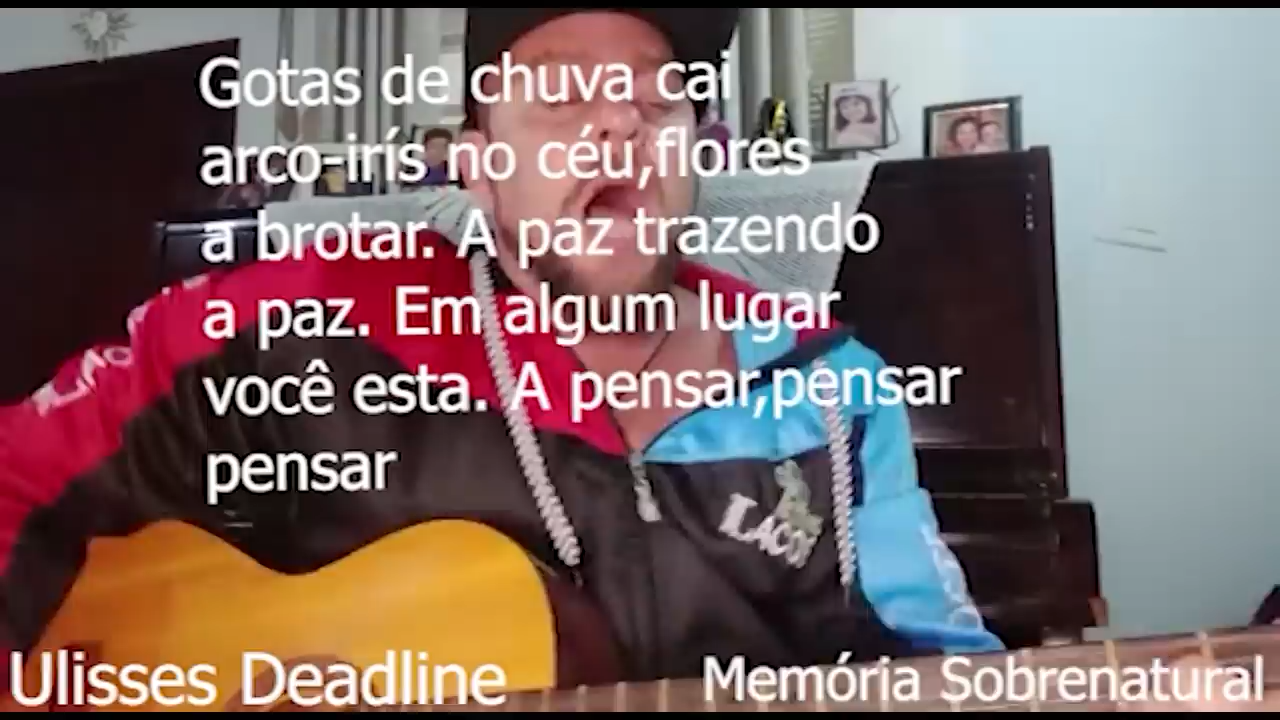 Gotas de chuva cai
arco-irís no céu,flores
a brotar. A paz trazendo
a paz. Em algum lugar
você esta. A pensar,pensar
pensar
LACOS
Ulisses Deadline
Memória Sobrenatural